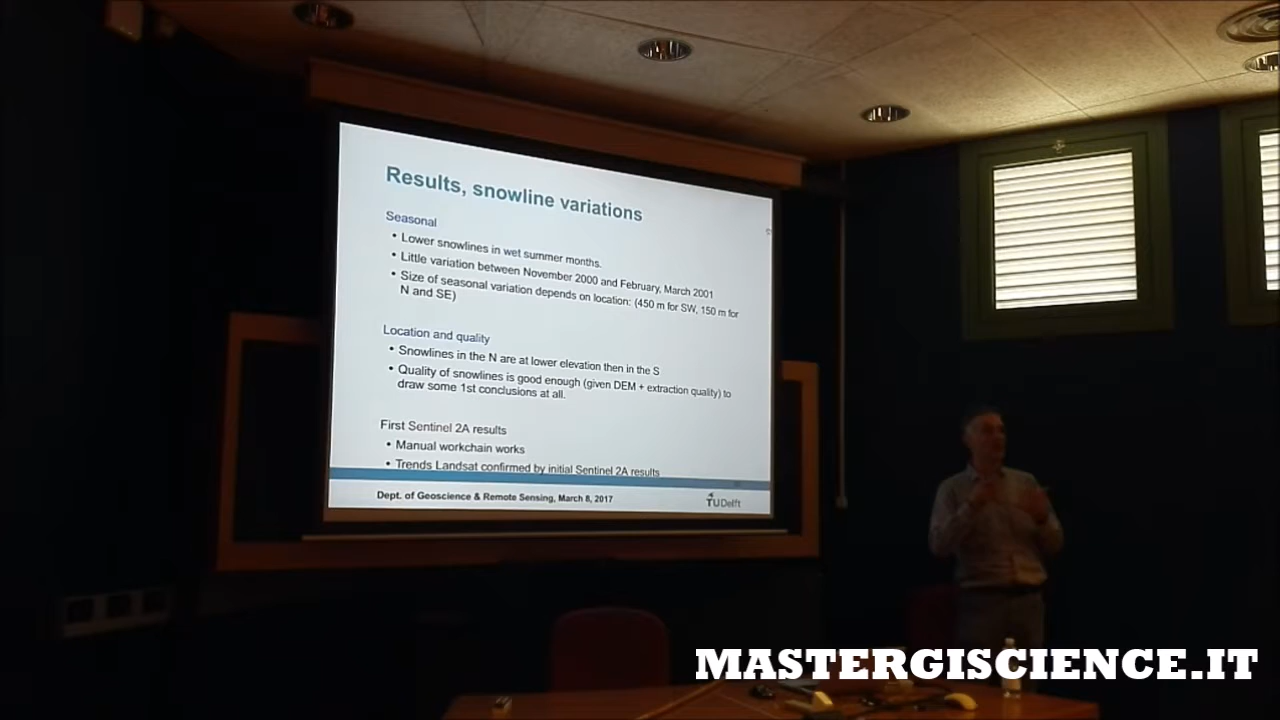 Results, snowline variations
Seasonal
• Lower snowlines in wet summer months.
• Little variation between November 2000 and February, March 2001
• Size of seasonal variation depends on location: (450 m for SW, 150 m for
N and SE)
Location and quality
• Snowlines in the N are at lower elevation then in the S
• Quality of snowlines is good enough (given DEM + extraction quality) to
draw some 1st conclusions at all.
First Sentinel 2A results
• Manual workchain works
• Trends Landsat confirmed by initial Sentinel 2A results
Dept. of Geoscience & Remote Sensing, March 8, 2017
TU Delft
MASTERGISCIENCE.IT